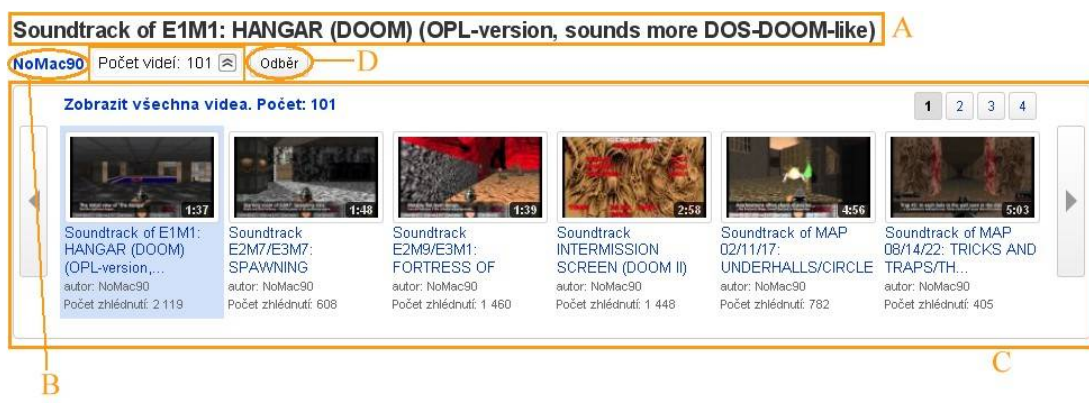 Soundtrack of E1M1: HANGAR (DOOM) (OPL-version, sounds more DOS-DOOM-like) A
NoMac90 Počet videí: 101 Odběr D
Zobrazit všechna videa. Počet: 101 1 2 3 4
1:37 1:48 1:39 2:58 4:56 5:03
Soundtrack of E1M1:
HANGAR (DOOM)
(OPL-version,...
autor: NoMac90
Počet zhlédnutí: 2 119
Soundtrack
E2M7/E3M7:
SPAWNING
autor: NoMac90
Počet zhlédnutí: 608
Soundtrack
E2M9/E3M1:
FORTRESS OF
autor: NoMac90
Počet zhlédnutí: 1 460
Soundtrack
INTERMISSION
SCREEN (DOOM II)
autor: NoMac90
Počet zhlédnutí: 1 448
Soundtrack of MAP
02/11/17:
UNDERHALLS/CIRCLE
autor: NoMac90
Počet zhlédnutí: 782
Soundtrack of MAP
08/14/22: TRICKS AND
TRAPS/TH...
autor: NoMac90
Počet zhlédnutí: 405
C
B